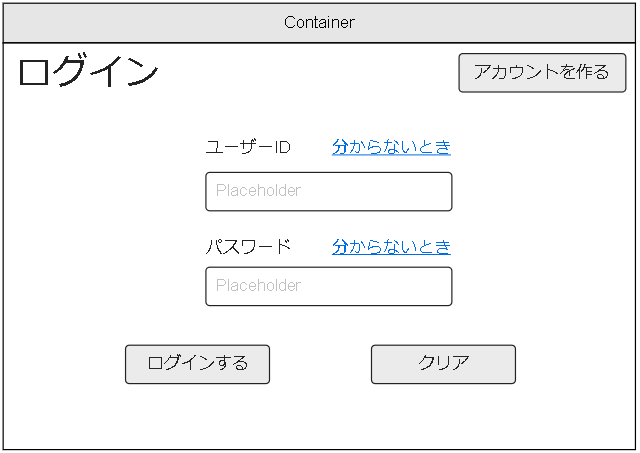 Container
ログイン
アカウントを作る
ユーザーID 分からないとき
Placeholder
パスワード 分からないとき
Placeholder
ログインする クリア